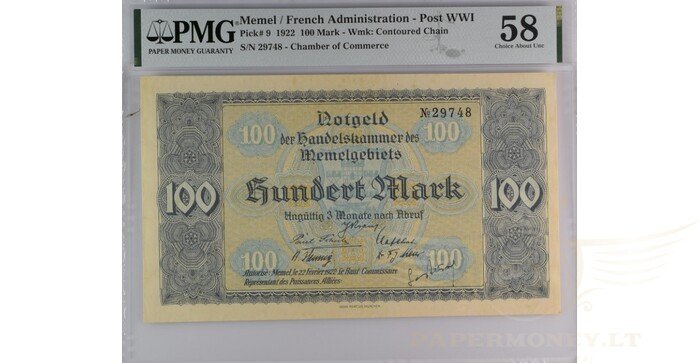 PMG
PAPER MONEY GUARANTY
Memel / French Administration - Post WWI
Pick# 9 1922 100 Mark - Wmk: Contoured Chain
S/N 29748 - Chamber of Commerce
58
Choice About Unc
№29748
Notgeld
100
der Handelskammer des
100
Memelgebiets
100
Hundert Mark
100
Ungültig 3 Monate nach Abruf
100
100
Autorisé: Memel, le 22 Février 1922 le Haut Commissaire
Représentant des Puissances Alliées:
PAPERMONEY.LT